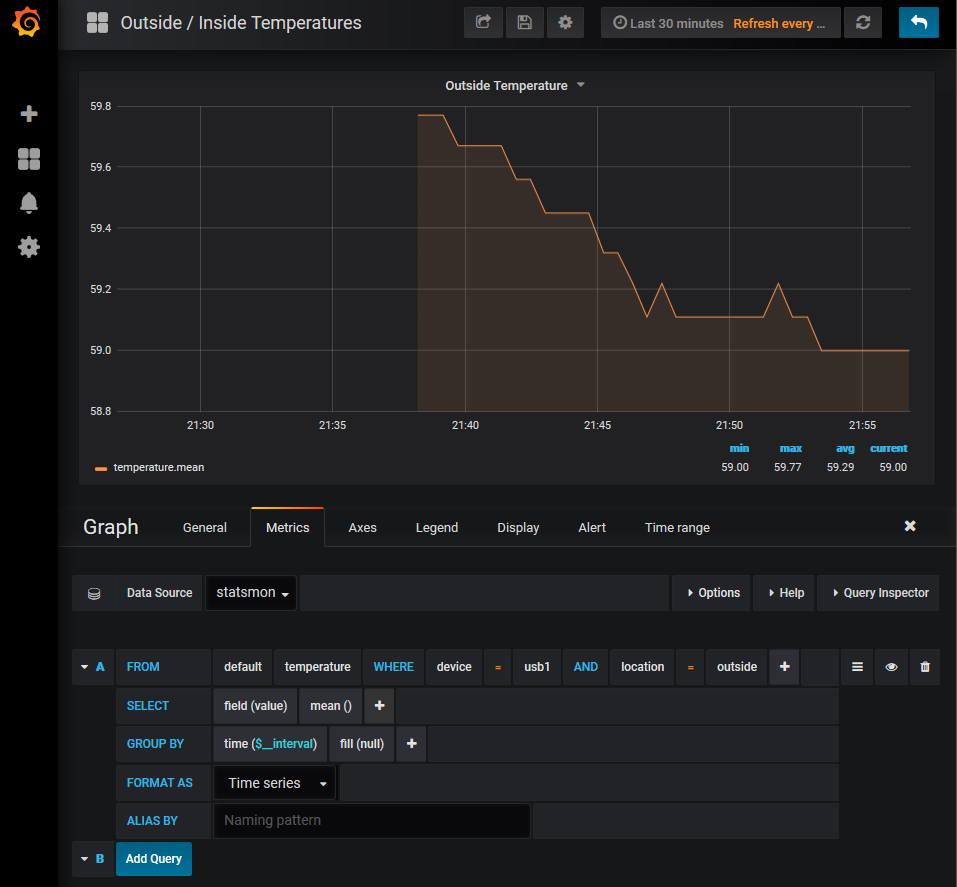 Outside / Inside Temperatures
Last 30 minutes Refresh every ...
Outside Temperature
59.8
59.6
59.4
59.2
59.0
58.8
21:30 21:35 21:40 21:45 21:50 21:55
min max avg current
temperature.mean 59.00 59.77 59.29 59.00
Graph General Metrics Axes Legend Display Alert Time range
Data Source statsmon Options Help Query Inspector
A FROM default temperature WHERE device = usb1 AND location = outside +
SELECT field (value) mean () +
GROUP BY time ($__interval) fill (null) +
FORMAT AS Time series
ALIAS BY Naming pattern
B Add Query